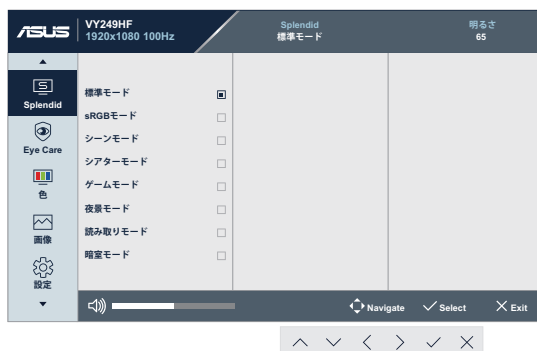 ASUS
VY249HF
1920x1080 100Hz
Splendid
標準モード
明るさ
65
Splendid
Eye Care
色
画像
設定
標準モード
sRGBモード
シーンモード
シアターモード
ゲームモード
夜景モード
読み取りモード
暗室モード
Navigate
Select
Exit